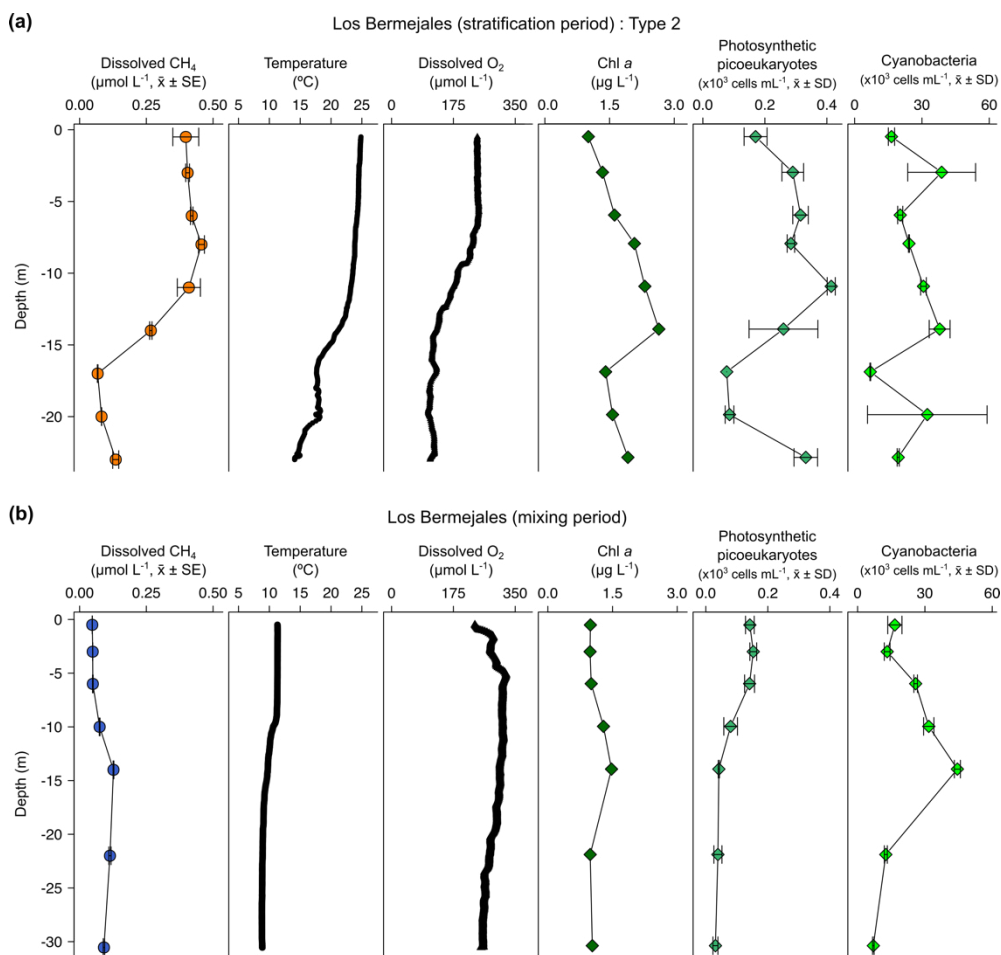 (a)
Los Bermejales (stratification period) : Type 2
Dissolved CH₄
(µmol L⁻¹, x̄ ± SE)
0.00 0.25 0.50
Temperature
(ºC)
5 10 15 20 25
Dissolved O₂
(µmol L⁻¹)
0 175 350
Chl a
(µg L⁻¹)
0.0 1.5 3.0
Photosynthetic
picoeukaryotes
(x10³ cells mL⁻¹, x̄ ± SD)
0.0 0.2 0.4
Cyanobacteria
(x10³ cells mL⁻¹, x̄ ± SD)
0 30 60
Depth (m)
0
-5
-10
-15
-20
(b)
Los Bermejales (mixing period)
Dissolved CH₄
(µmol L⁻¹, x̄ ± SE)
0.00 0.25 0.50
Temperature
(ºC)
5 10 15 20 25
Dissolved O₂
(µmol L⁻¹)
0 175 350
Chl a
(µg L⁻¹)
0.0 1.5 3.0
Photosynthetic
picoeukaryotes
(x10³ cells mL⁻¹, x̄ ± SD)
0.0 0.2 0.4
Cyanobacteria
(x10³ cells mL⁻¹, x̄ ± SD)
0 30 60
Depth (m)
0
-5
-10
-15
-20
-25
-30